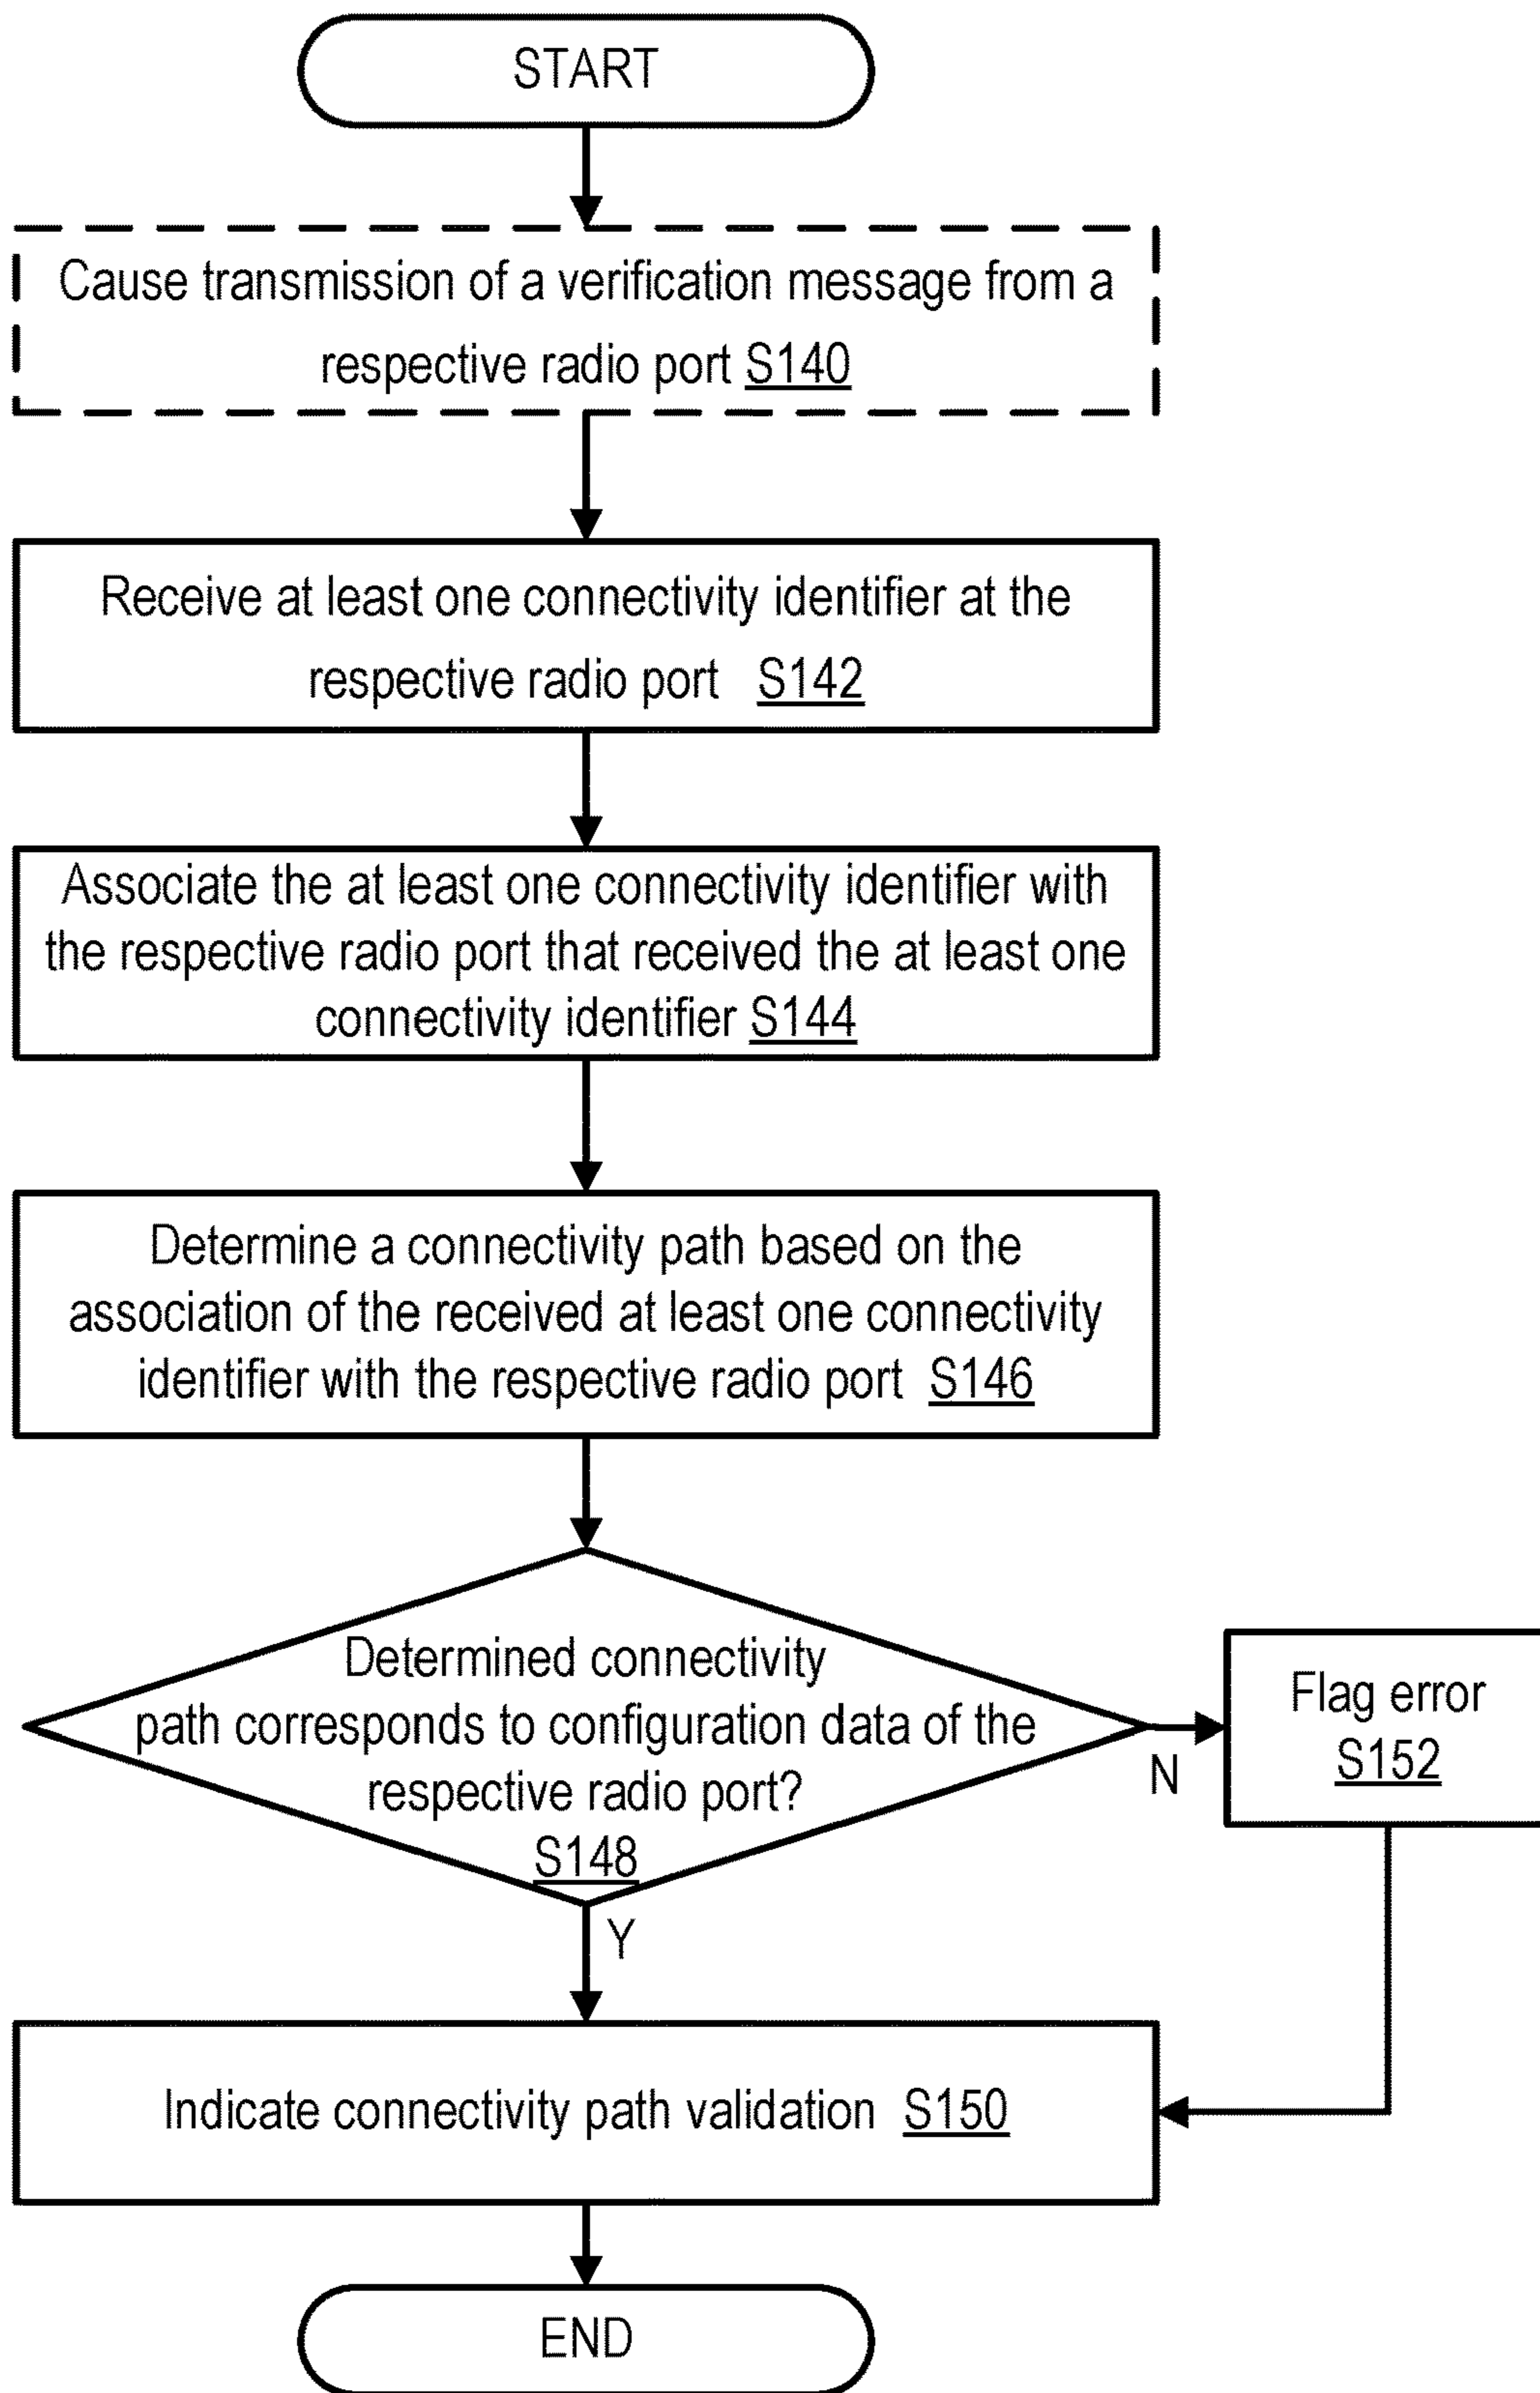 START
Cause transmission of a verification message from a
respective radio port S140
Receive at least one connectivity identifier at the
respective radio port S142
Associate the at least one connectivity identifier with
the respective radio port that received the at least one
connectivity identifier S144
Determine a connectivity path based on the
association of the received at least one connectivity
identifier with the respective radio port S146
Determined connectivity
path corresponds to configuration data of the
respective radio port?
S148
N
Flag error
S152
Y
Indicate connectivity path validation S150
END